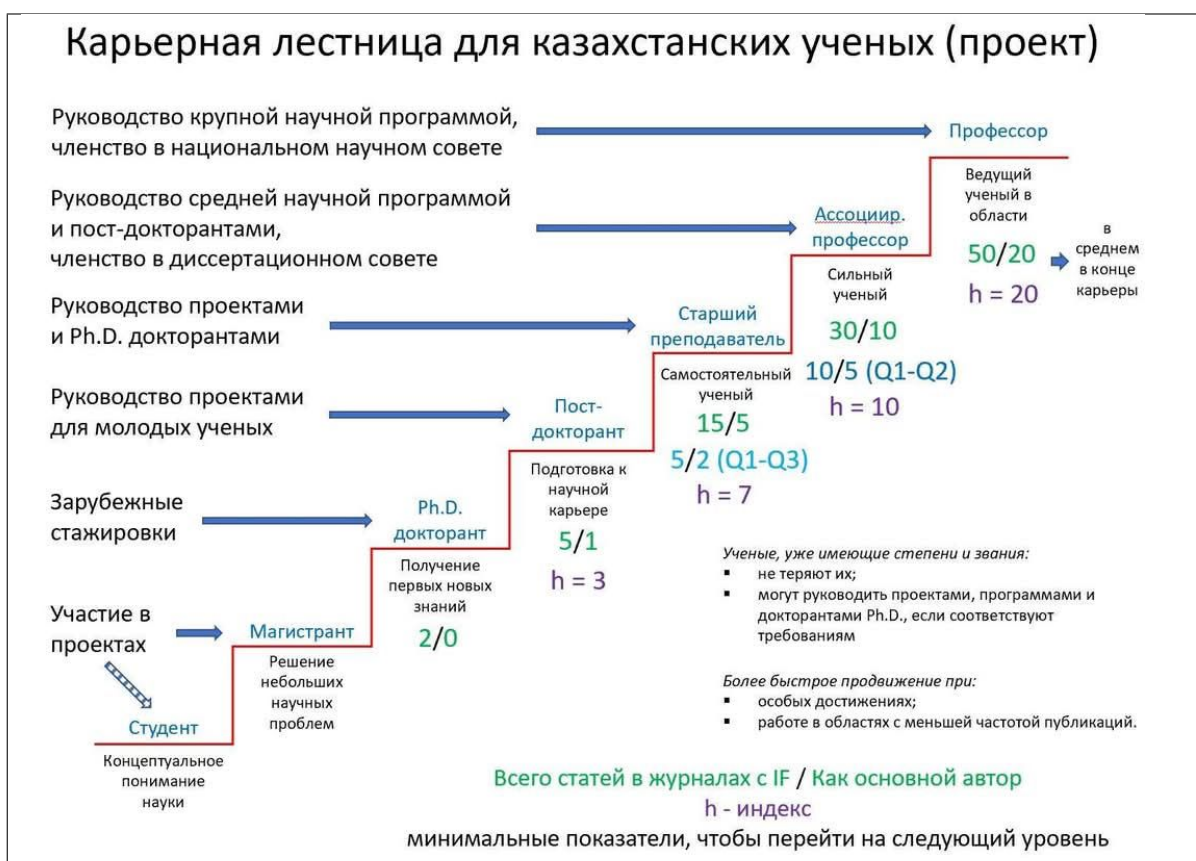 Карьерная лестница для казахстанских ученых (проект)
Руководство крупной научной программой,
членство в национальном научном совете
Профессор
Ведущий
ученый в
области
50/20
h = 20
в
среднем
в конце
карьеры
Руководство средней научной программой
и пост-докторантами,
членство в диссертационном совете
Ассоциир.
профессор
Сильный
ученый
30/10
10/5 (Q1-Q2)
h = 10
Руководство проектами
и Ph.D. докторантами
Старший
преподаватель
Самостоятельный
ученый
15/5
5/2 (Q1-Q3)
h = 7
Руководство проектами
для молодых ученых
Пост-
докторант
Подготовка к
научной
карьере
5/1
h = 3
Зарубежные
стажировки
Ph.D.
докторант
Получение
первых новых
знаний
2/0
Участие в
проектах
Магистрант
Решение
небольших
научных
проблем
Студент
Концептуальное
понимание
науки
Ученые, уже имеющие степени и звания:
▪ не теряют их;
▪ могут руководить проектами, программами и
докторантами Ph.D., если соответствуют
требованиям
Более быстрое продвижение при:
▪ особых достижениях;
▪ работе в областях с меньшей частотой публикаций.
Всего статей в журналах с IF / Как основной автор
h - индекс
минимальные показатели, чтобы перейти на следующий уровень